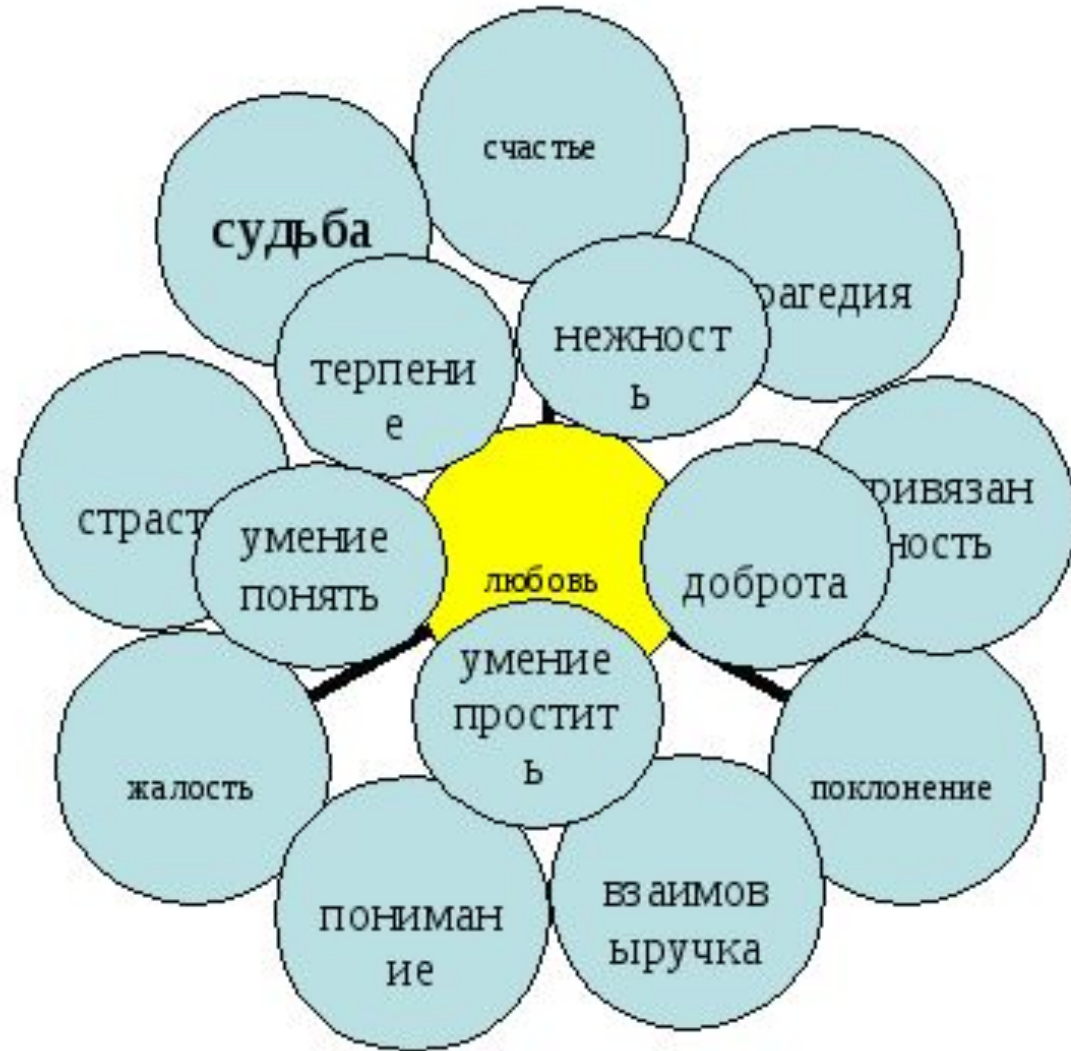 счастье
судьба
рагедия
нежност
ь
терпени
е
ривязан
ность
страст
умение
понять
любовь
доброта
умение
простит
ь
жалость
поклонение
взаимов
ыручка
пониман
ие